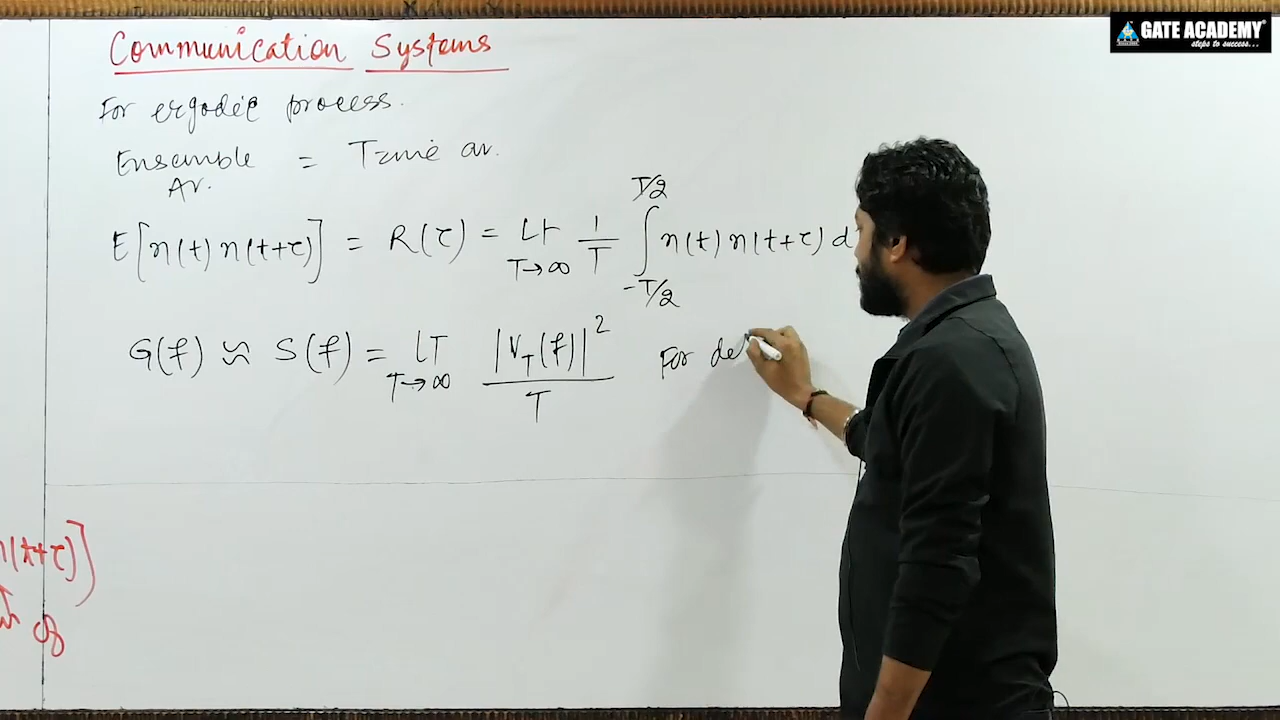 GATE ACADEMY®
steps to success...
Communication Systems
For ergodic process.
Ensemble = Time av.
Av.
E[n(t) n(t+τ)] = R(τ) = Lt T→∞ 1/T ∫ -T/2 T/2 n(t) n(t+τ) d
G(f) ≈ S(f) = LT T→∞ |V_T(f)|² / T For de
n(t+τ)]
of